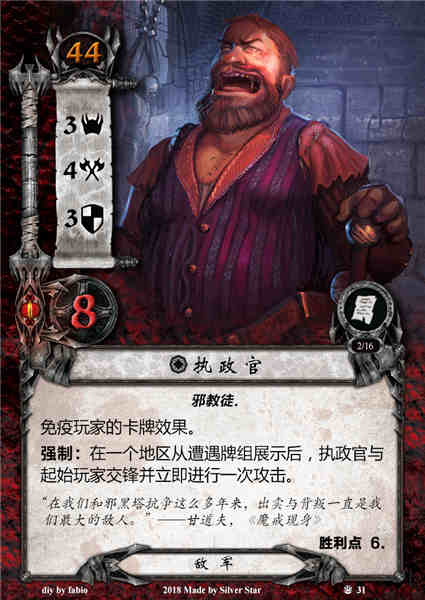 44
3
4
3
8
2/16
执政官
邪教徒.
免疫玩家的卡牌效果。
强制：在一个地区从遭遇牌组展示后，执政官与
起始玩家交锋并立即进行一次攻击。
“在我们和邪黑塔抗争这么多年来，出卖与背叛一直是我
们最大的敌人。”——甘道夫，《魔戒现身》
胜利点 6.
敌军
diy by fabio
2018 Made by Silver Star
31